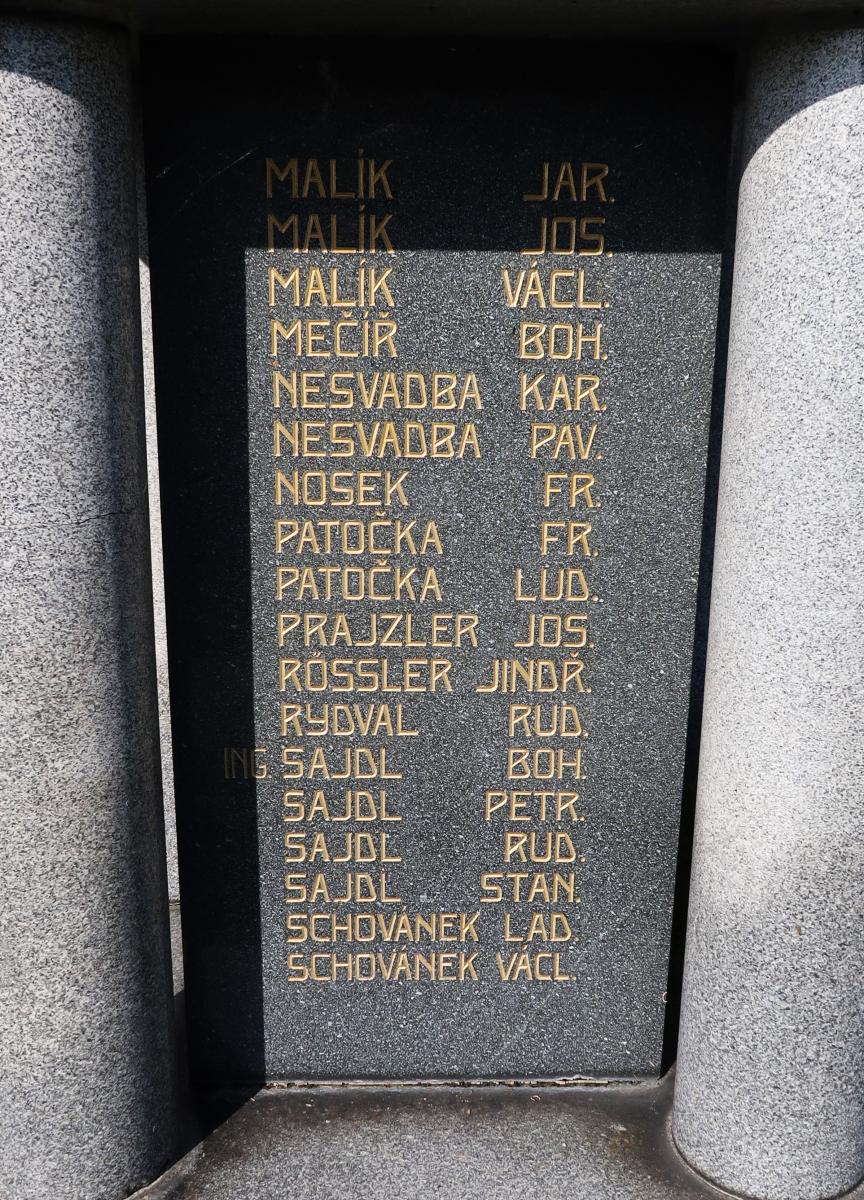 MALÍK JAR.
MALÍK JOS.
MALÍK VÁCL.
MEČÍŘ BOH.
NESVADBA KAR.
NESVADBA PAV.
NOSEK FR.
PATOČKA FR.
PATOČKA LUD.
PRAJZLER JOS.
RÖSSLER JINDŘ.
RYDVAL RUD.
ING. SAJDL BOH.
SAJDL PETR.
SAJDL RUD.
SAJDL STAN.
SCHOVÁNEK LAD.
SCHOVÁNEK VÁCL.